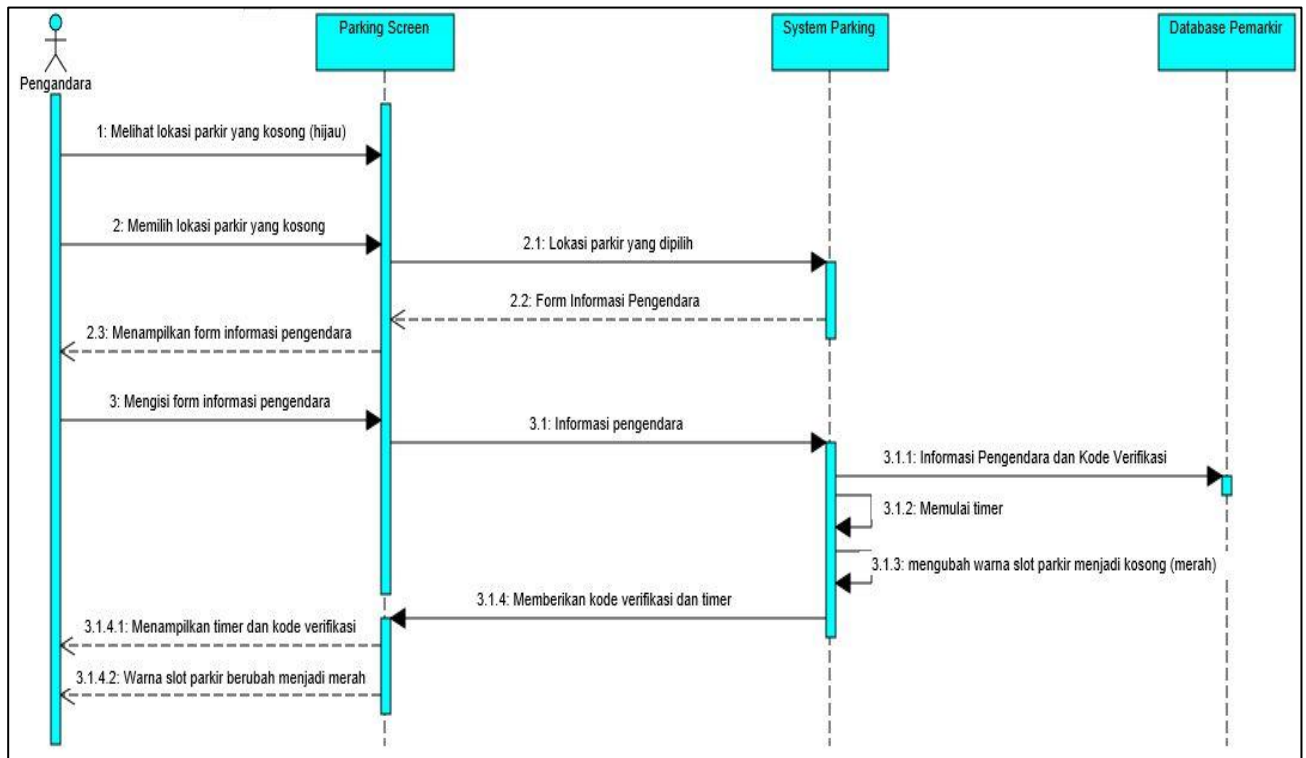 Parking Screen
System Parking
Database Pemarkir
Pengandara
1: Melihat lokasi parkir yang kosong (hijau)
2: Memilih lokasi parkir yang kosong
2.1: Lokasi parkir yang dipilih
2.2: Form Informasi Pengendara
2.3: Menampilkan form informasi pengendara
3: Mengisi form informasi pengendara
3.1: Informasi pengendara
3.1.1: Informasi Pengendara dan Kode Verifikasi
3.1.2: Memulai timer
3.1.3: mengubah warna slot parkir menjadi kosong (merah)
3.1.4: Memberikan kode verifikasi dan timer
3.1.4.1: Menampilkan timer dan kode verifikasi
3.1.4.2: Warna slot parkir berubah menjadi merah